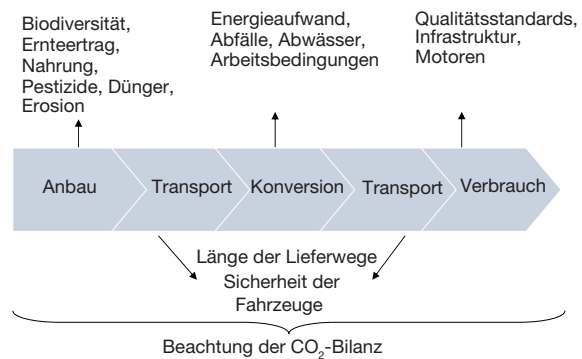 Biodiversität,
Ernteertrag,
Nahrung,
Pestizide, Dünger,
Erosion
Energieaufwand,
Abfälle, Abwässer,
Arbeitsbedingungen
Qualitätsstandards,
Infrastruktur,
Motoren
Anbau
Transport
Konversion
Transport
Verbrauch
Länge der Lieferwege
Sicherheit der
Fahrzeuge
Beachtung der CO₂-Bilanz